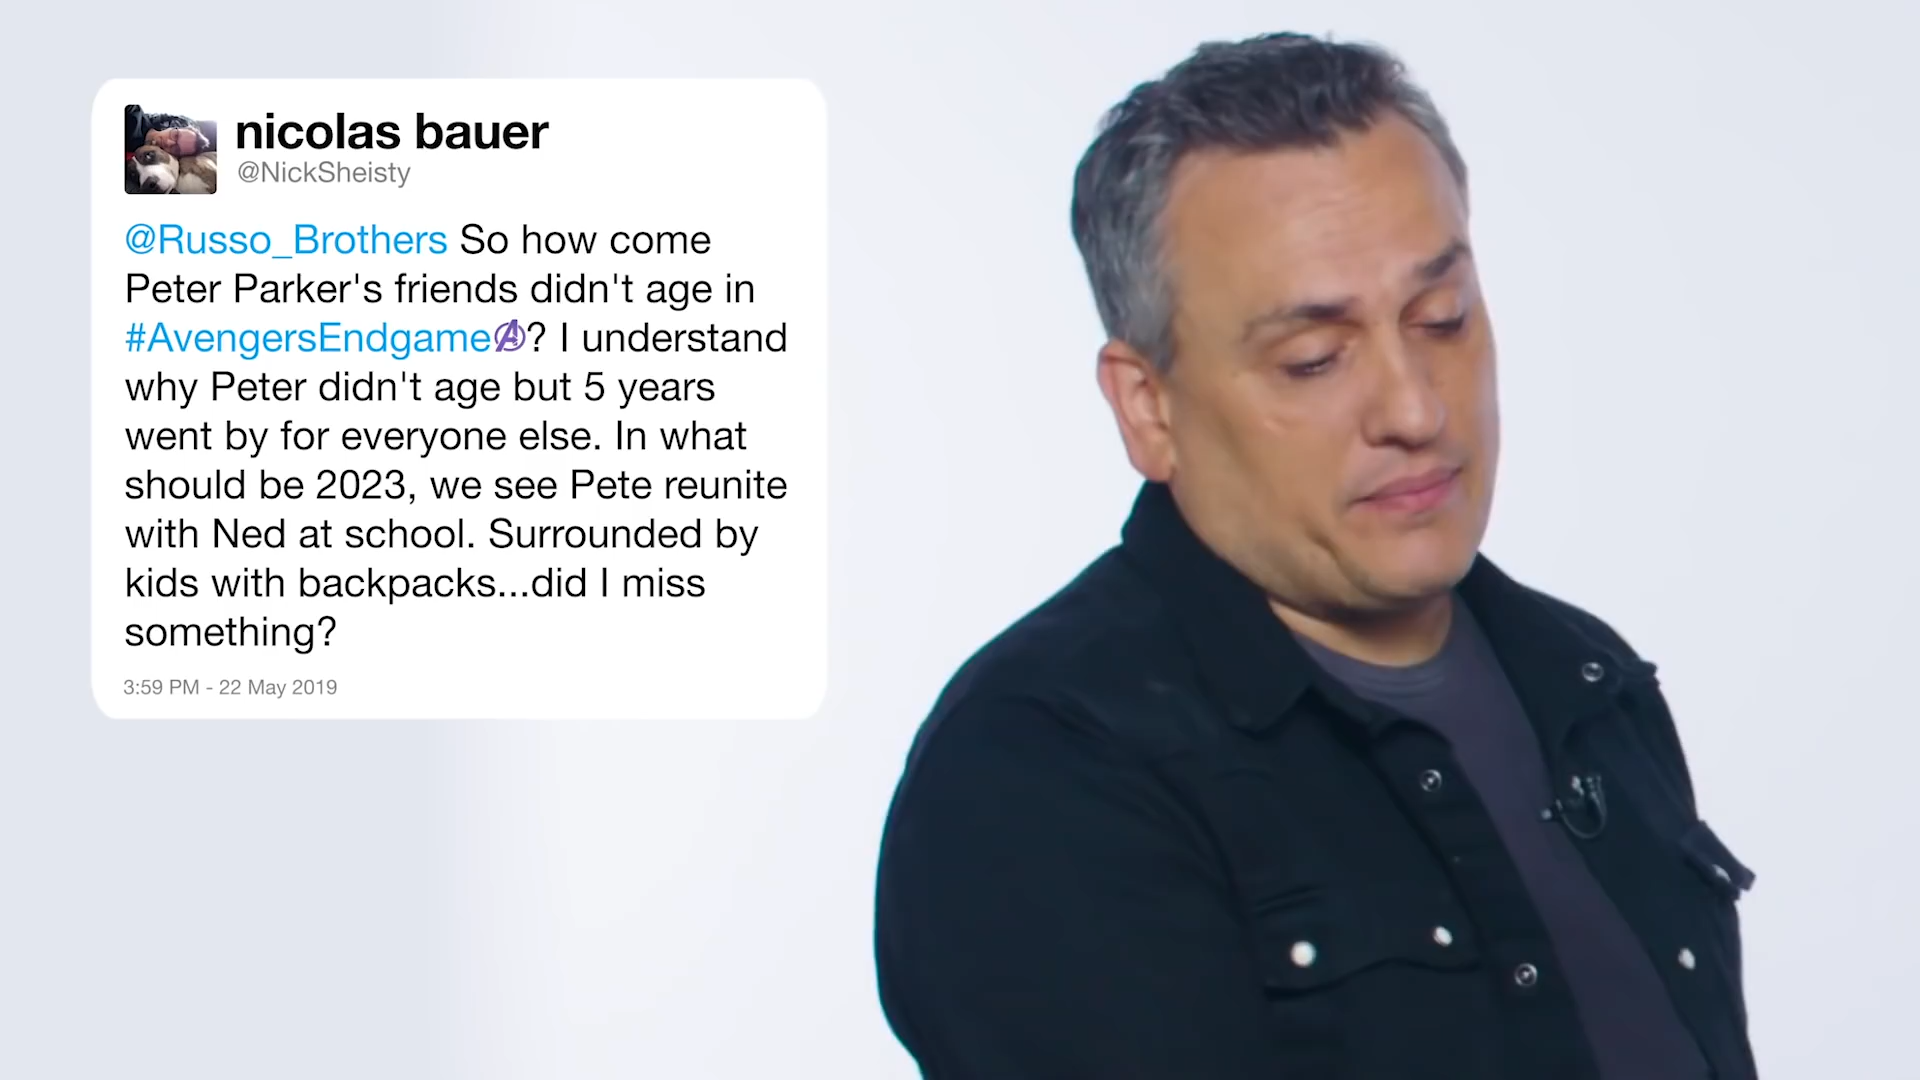 nicolas bauer
@NickSheisty
@Russo_Brothers So how come
Peter Parker's friends didn't age in
#AvengersEndgame? I understand
why Peter didn't age but 5 years
went by for everyone else. In what
should be 2023, we see Pete reunite
with Ned at school. Surrounded by
kids with backpacks...did I miss
something?
3:59 PM - 22 May 2019